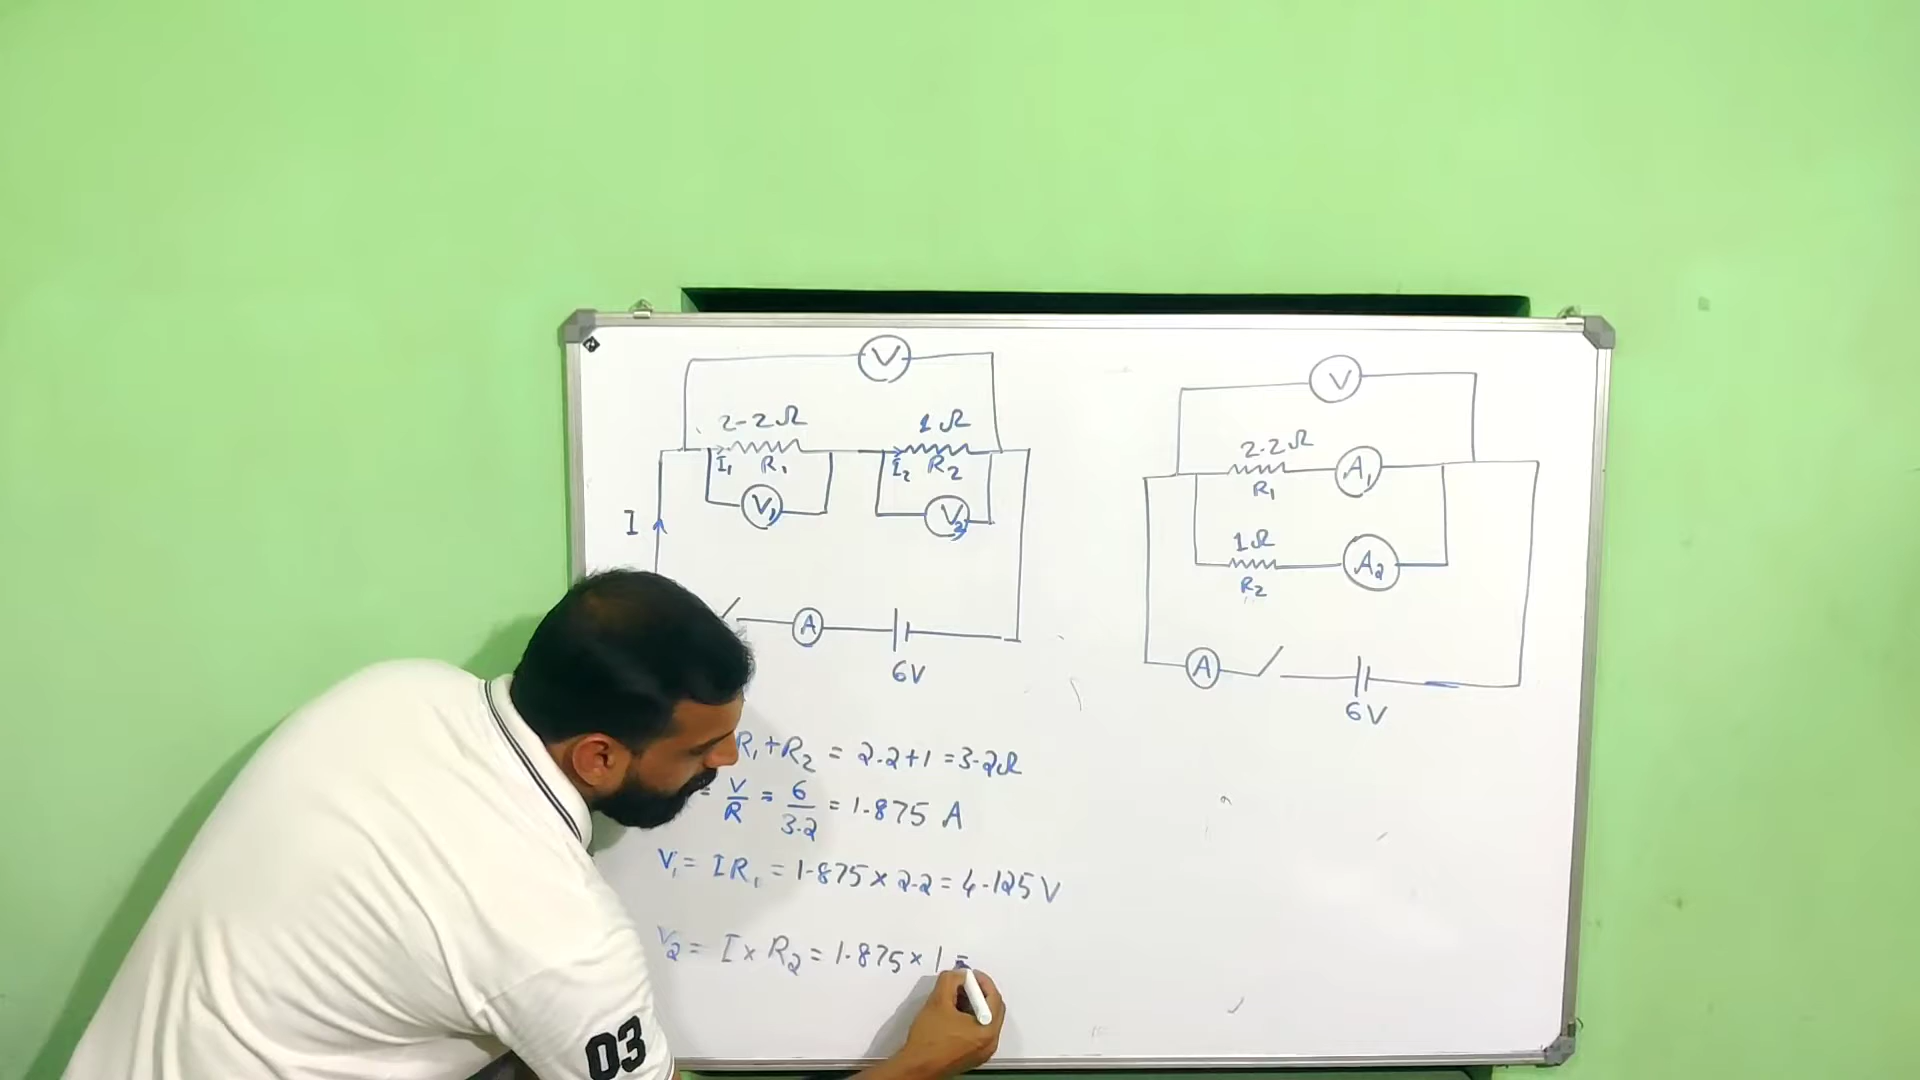 V
2-2Ω
1Ω
I₁ R₁
I₂ R₂
V₁
V₂
I
A
6V
R₁+R₂ = 2.2+1 = 3.2Ω
= V/R = 6/3.2 = 1.875 A
V₁ = IR₁ = 1.875 × 2.2 = 4.125 V
V₂ = I × R₂ = 1.875 × 1 =
V
2.2Ω
R₁
A₁
1Ω
R₂
A₂
A
6V
03